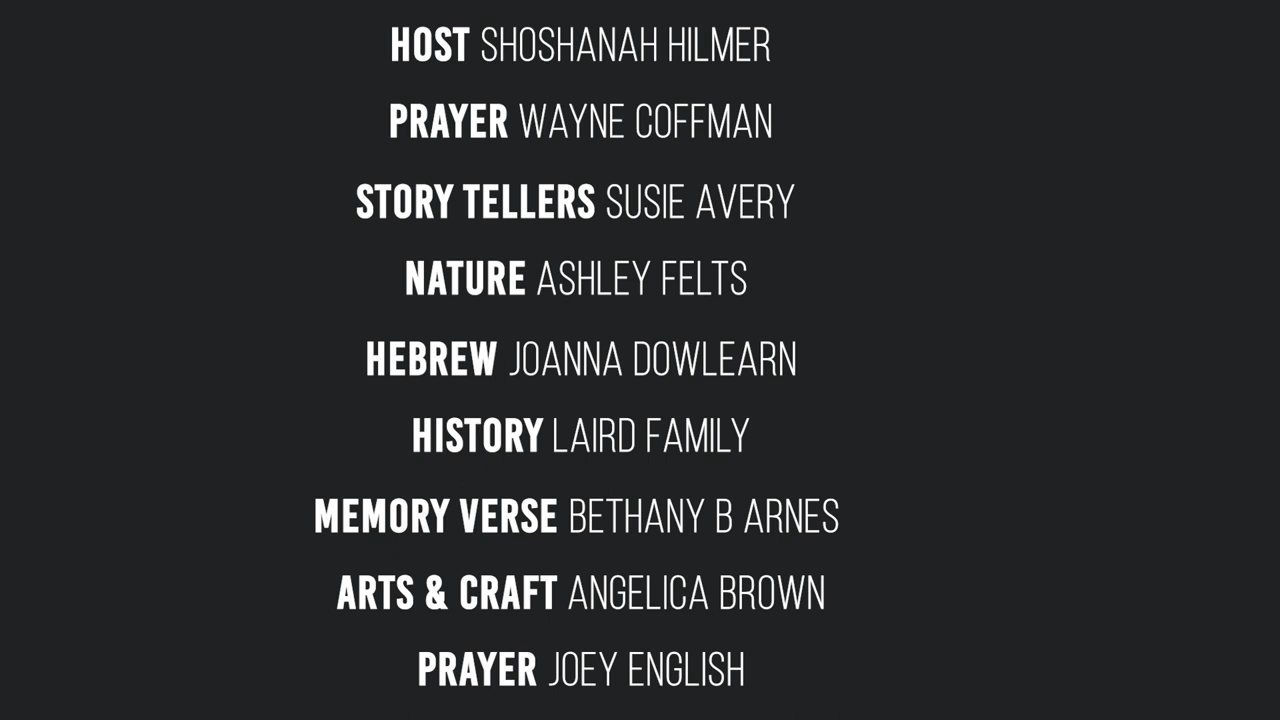 HOST SHOSHANAH HILMER
PRAYER WAYNE COFFMAN
STORY TELLERS SUSIE AVERY
NATURE ASHLEY FELTS
HEBREW JOANNA DOWLEARN
HISTORY LAIRD FAMILY
MEMORY VERSE BETHANY B ARNES
ARTS & CRAFT ANGELICA BROWN
PRAYER JOEY ENGLISH